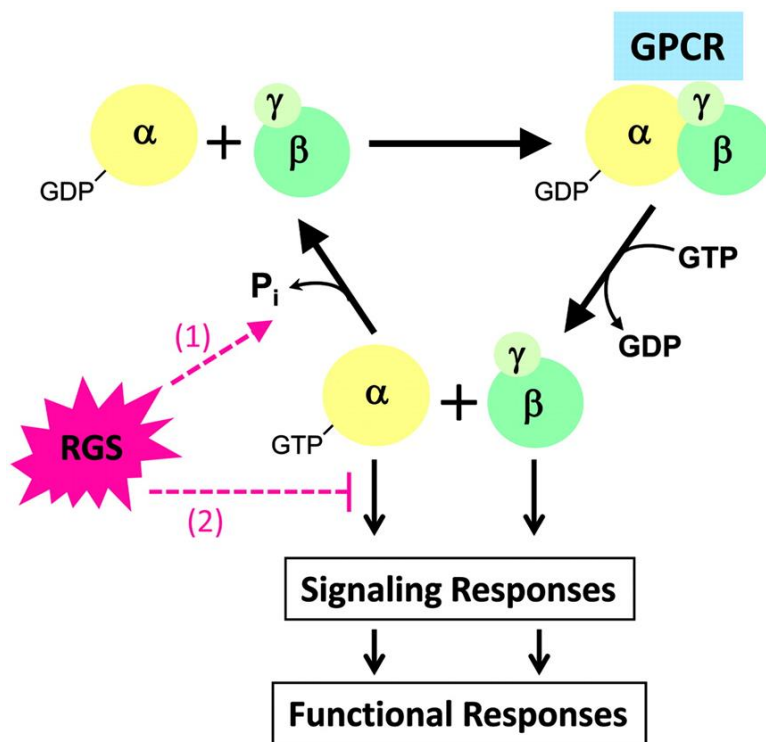 GPCR
α
+
γ
β
GDP
α
γ
β
GDP
GTP
GDP
Pi
(1)
RGS
(2)
α
+
γ
β
GTP
Signaling Responses
Functional Responses